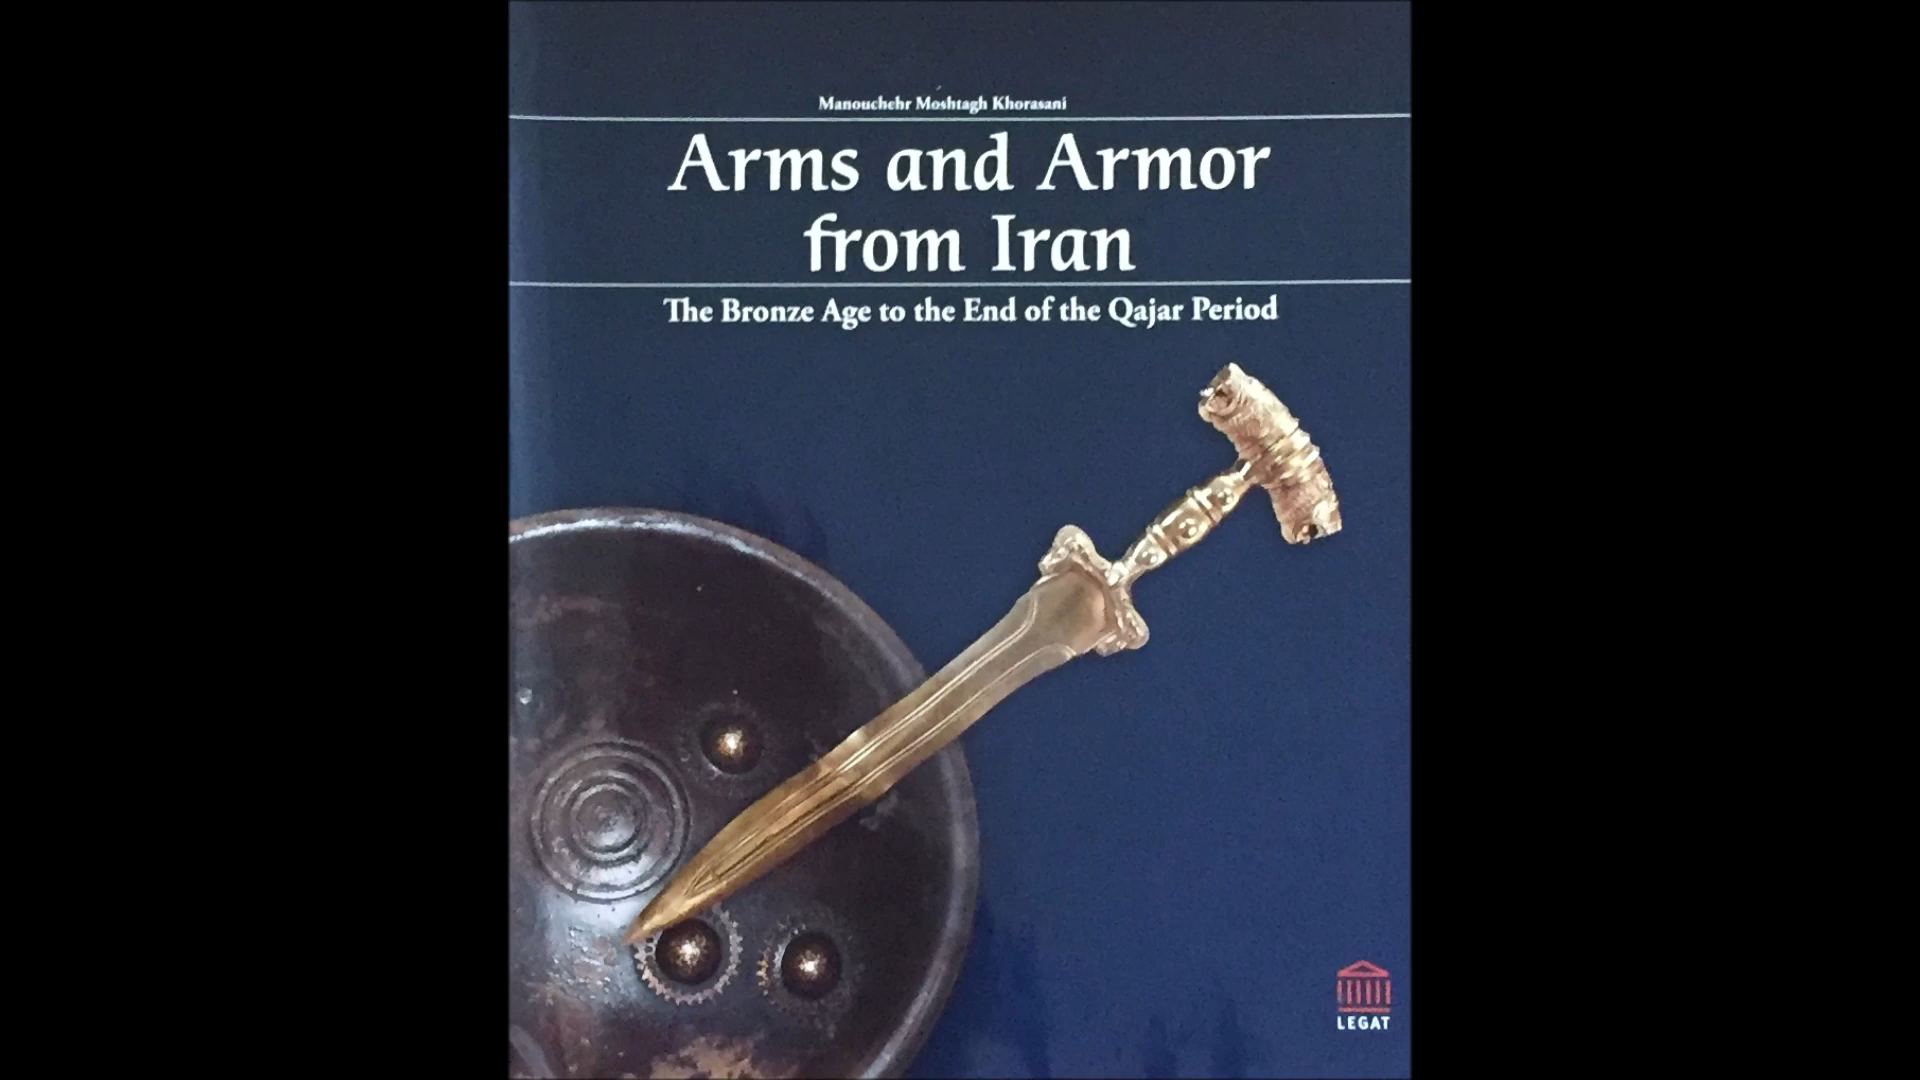 Manouchehr Moshtagh Khorasani
Arms and Armor
from Iran
The Bronze Age to the End of the Qajar Period
LEGAT